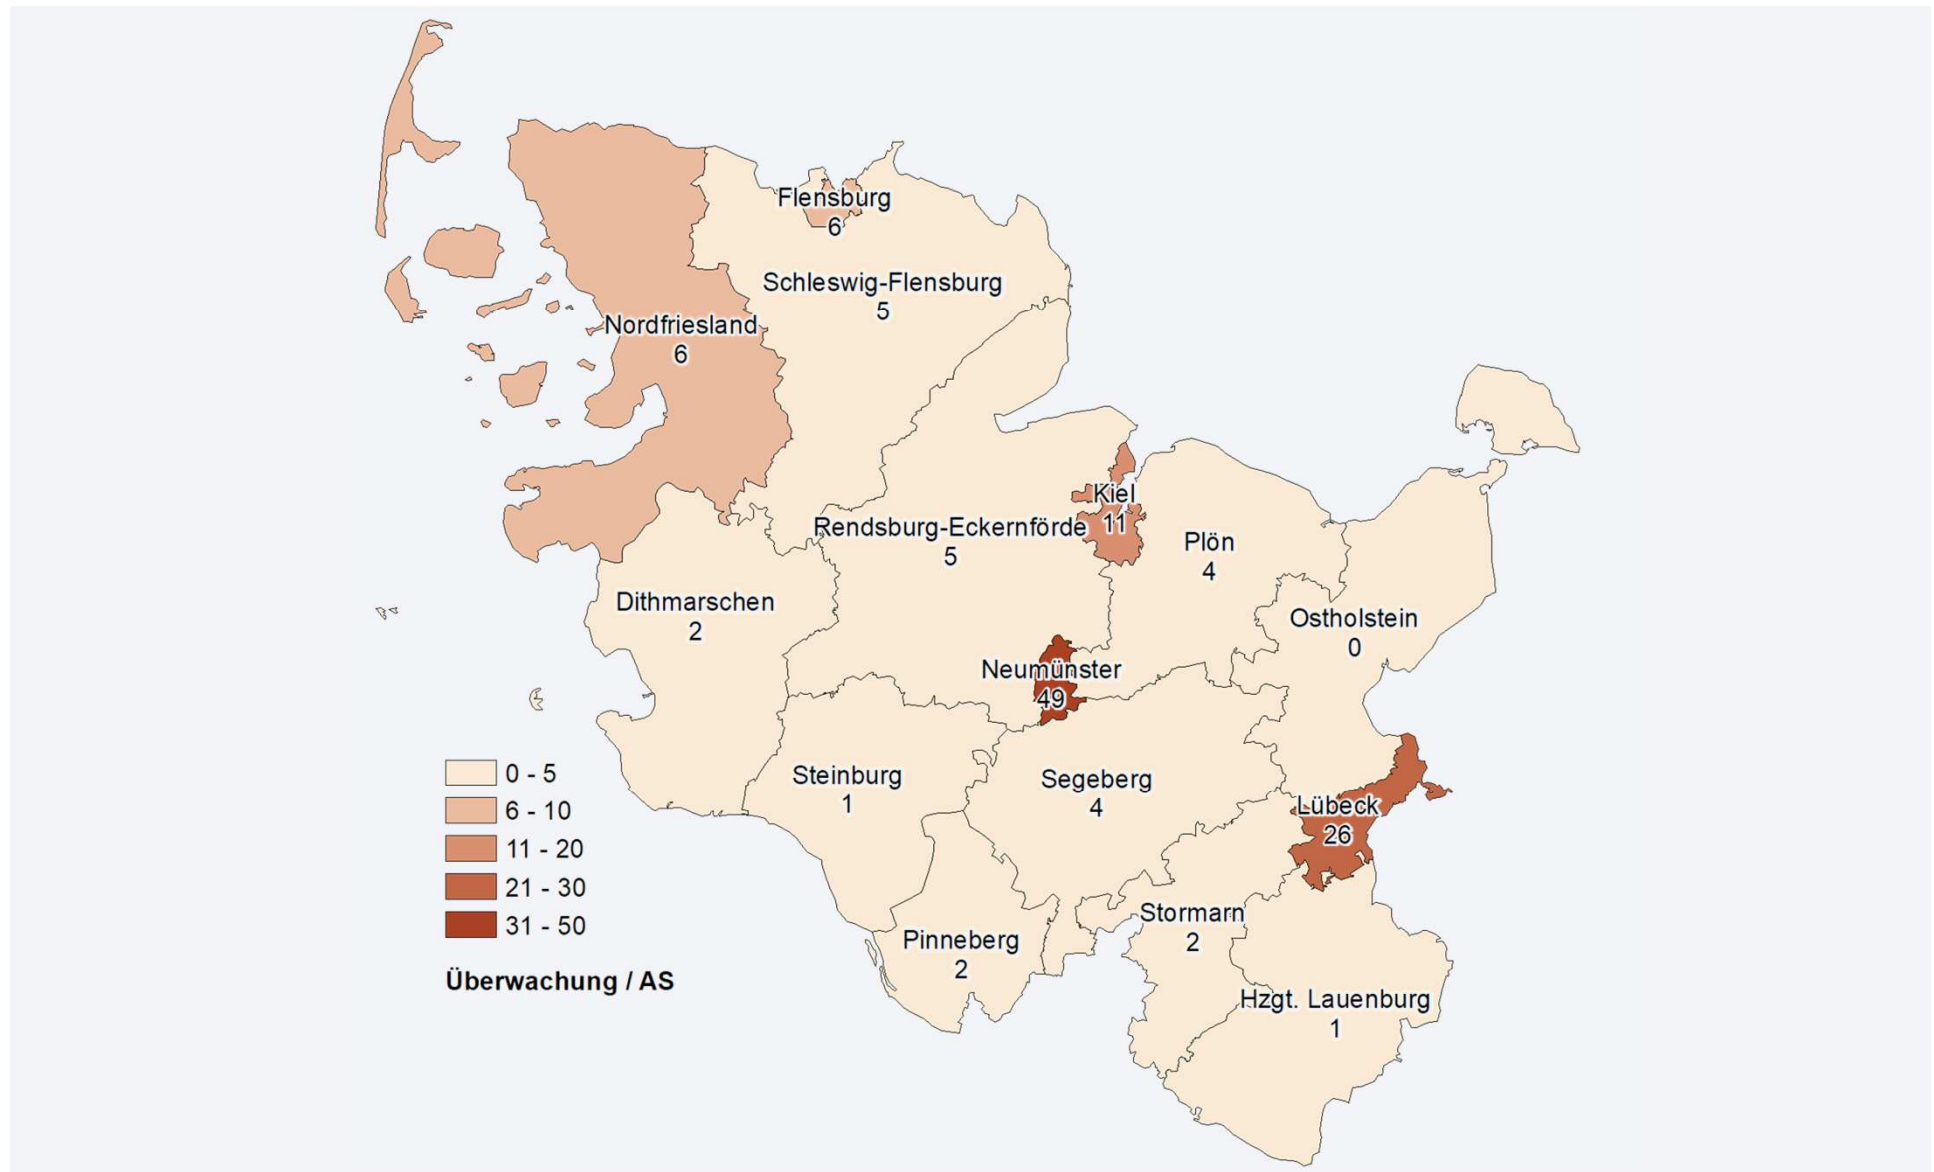 Flensburg
6
Schleswig-Flensburg
5
Nordfriesland
6
Kiel
11
Rendsburg-Eckernförde
5
Plön
4
Dithmarschen
2
Ostholstein
0
Neumünster
49
Steinburg
1
Segeberg
4
Lübeck
26
Stormarn
2
Pinneberg
2
Hzgt. Lauenburg
1
0 - 5
6 - 10
11 - 20
21 - 30
31 - 50
Überwachung / AS